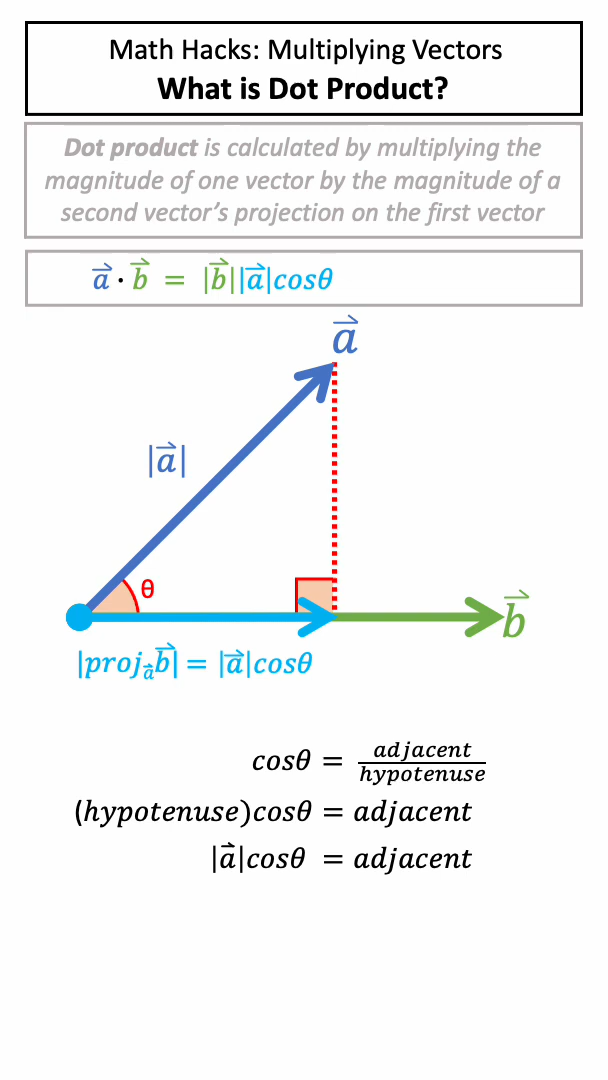 Math Hacks: Multiplying Vectors
What is Dot Product?
Dot product is calculated by multiplying the
magnitude of one vector by the magnitude of a
second vector's projection on the first vector
a⃗ · b⃗ = |b⃗||a⃗|cosθ
a⃗
|a⃗|
θ
b⃗
|proj_a⃗ b⃗| = |a⃗|cosθ
cosθ = adjacent/hypotenuse
(hypotenuse)cosθ = adjacent
|a⃗|cosθ = adjacent